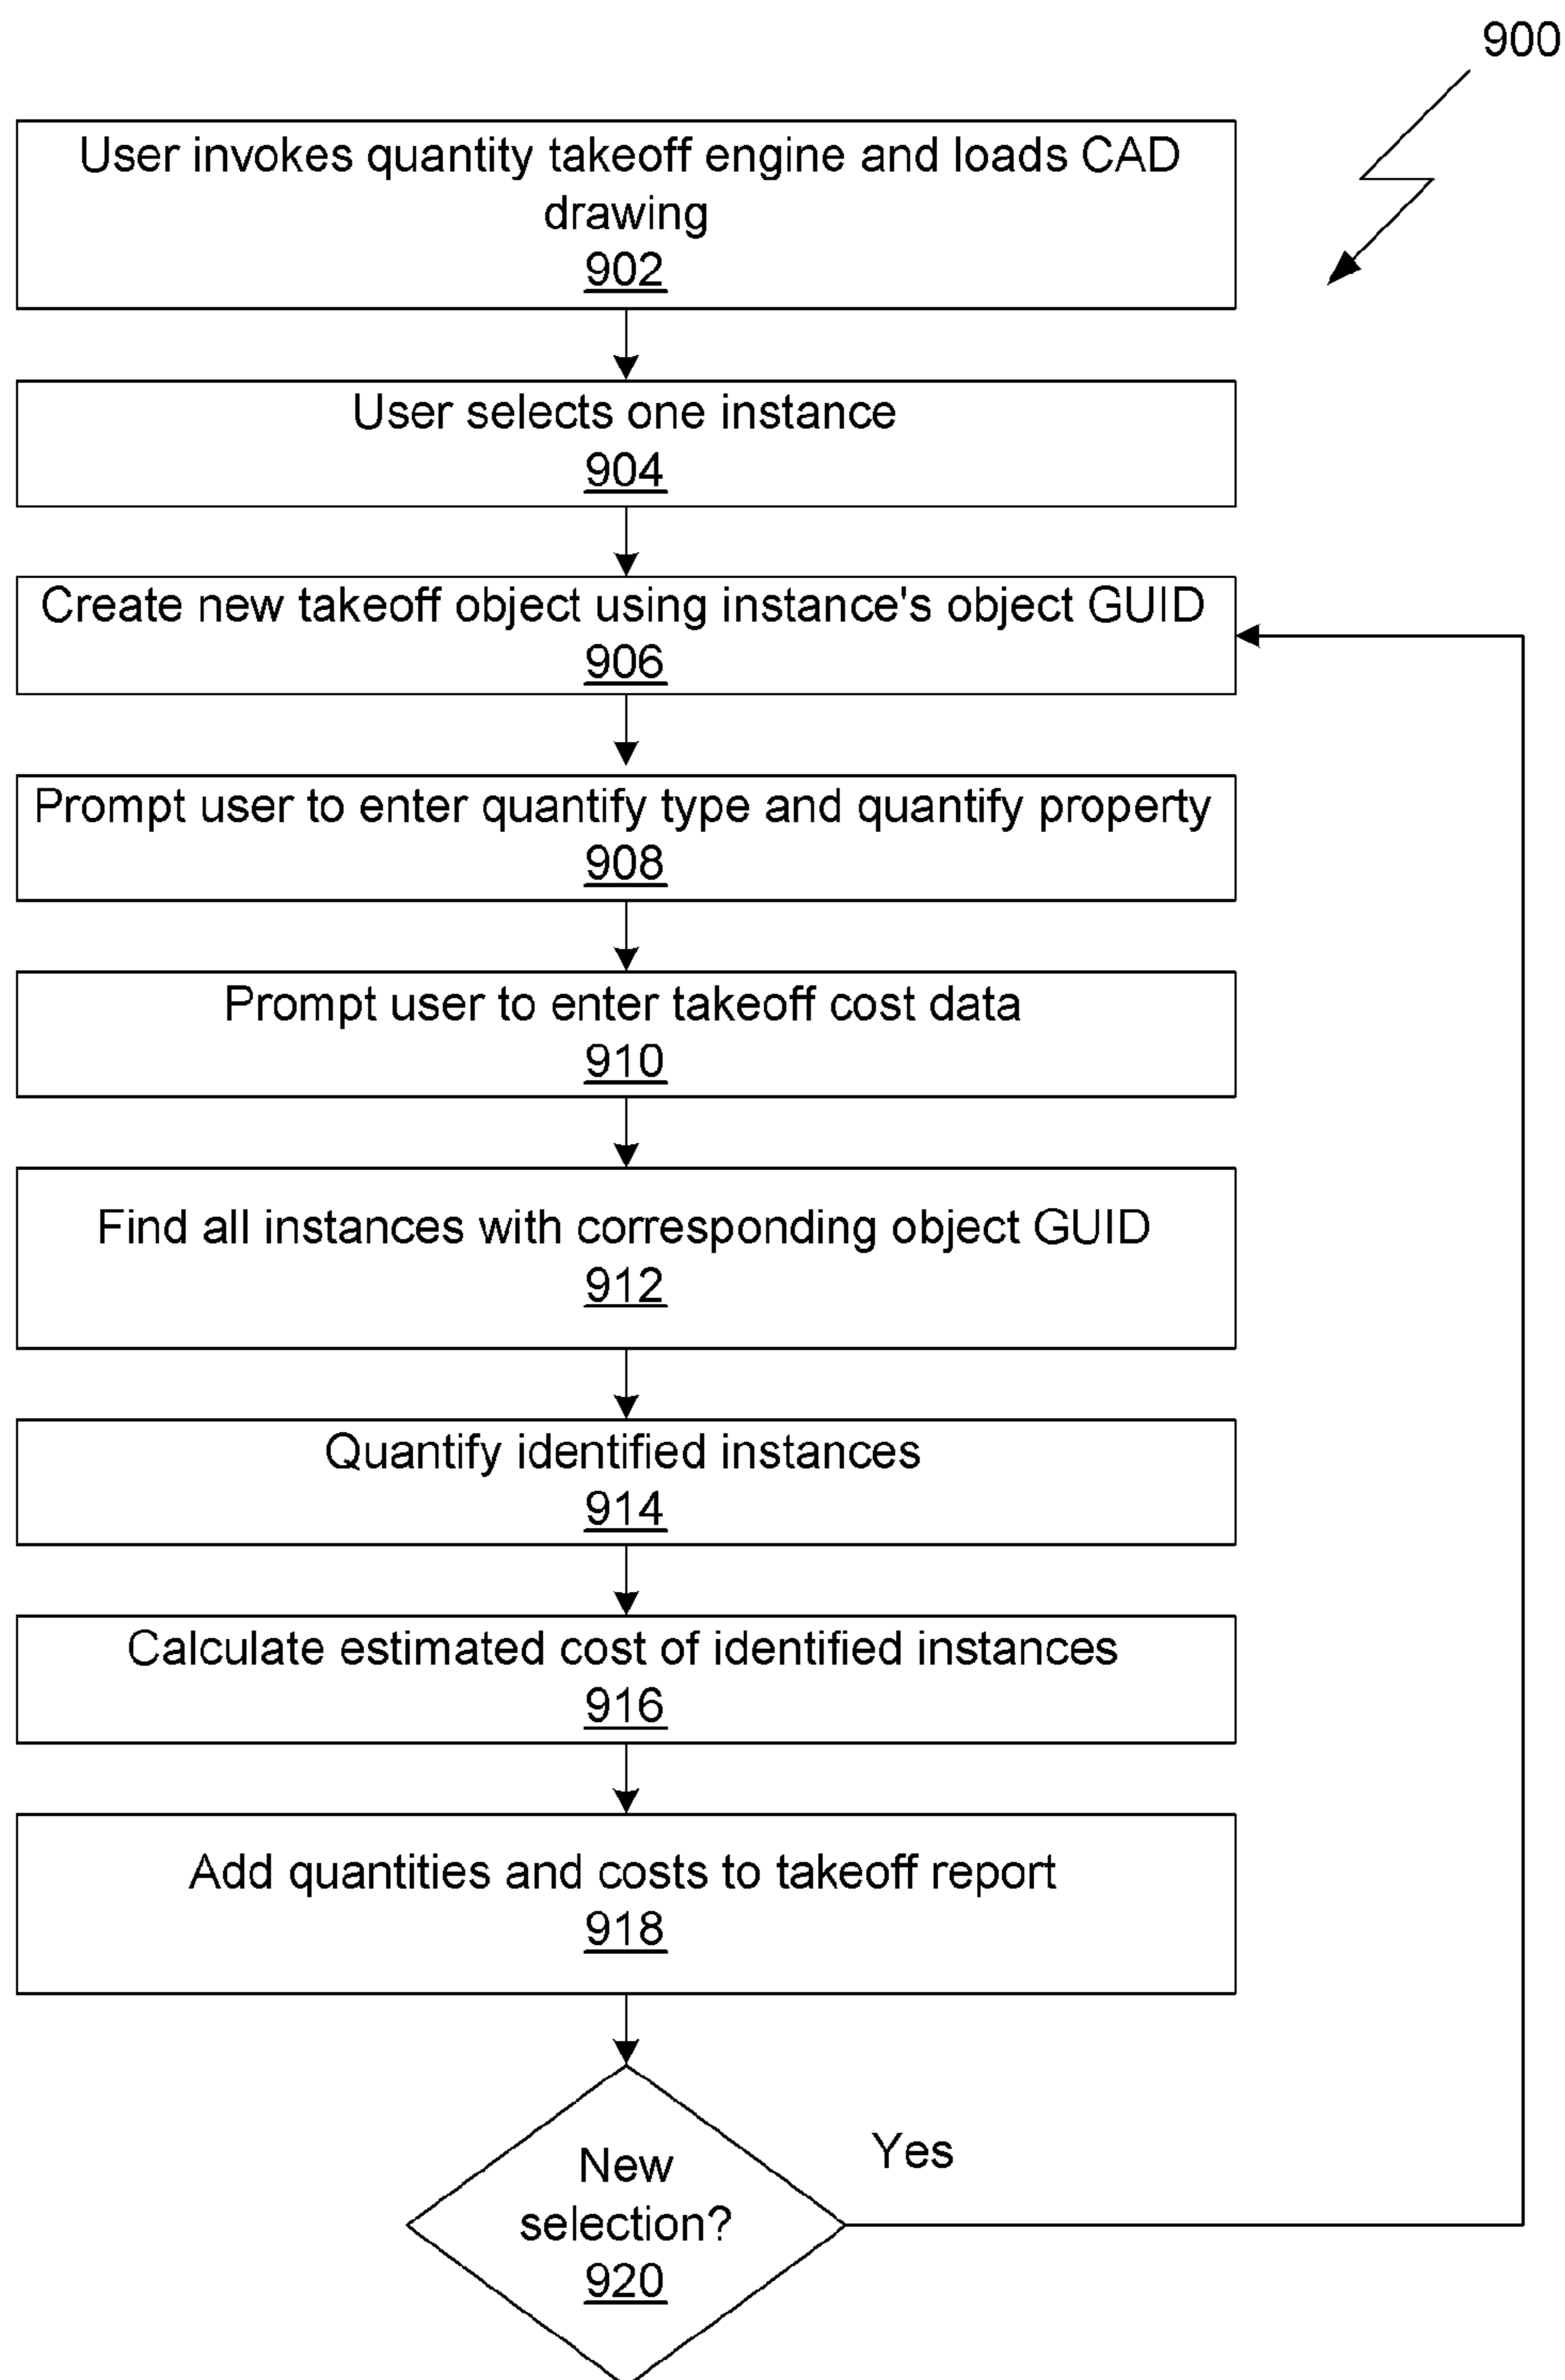 900
User invokes quantity takeoff engine and loads CAD
drawing
902
User selects one instance
904
Create new takeoff object using instance's object GUID
906
Prompt user to enter quantify type and quantify property
908
Prompt user to enter takeoff cost data
910
Find all instances with corresponding object GUID
912
Quantify identified instances
914
Calculate estimated cost of identified instances
916
Add quantities and costs to takeoff report
918
Yes
New
selection?
920